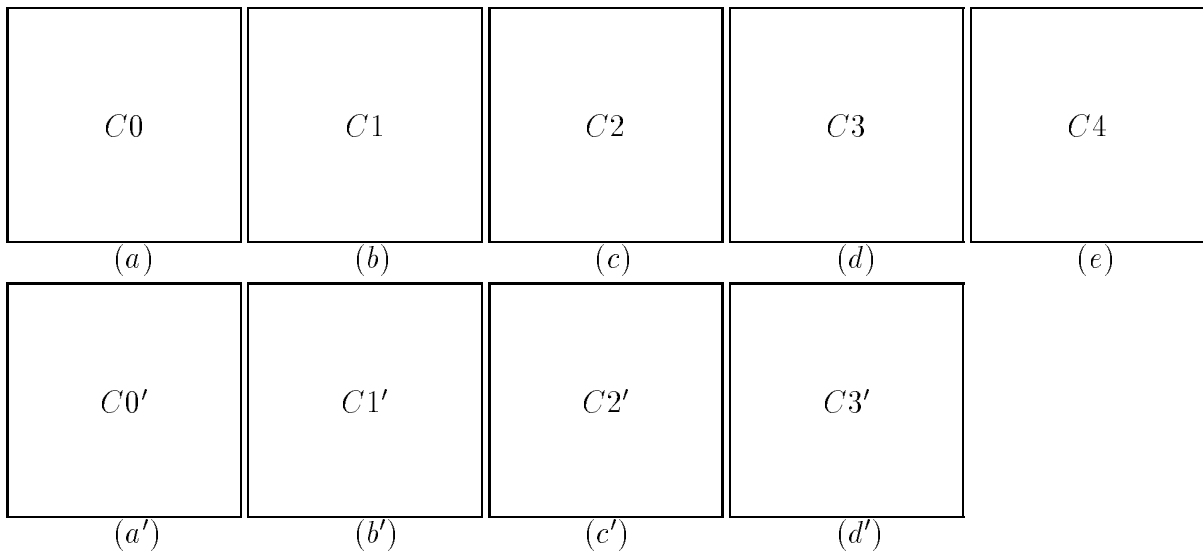 C0 C1 C2 C3 C4
(a) (b) (c) (d) (e)
C0′ C1′ C2′ C3′
(a′) (b′) (c′) (d′)